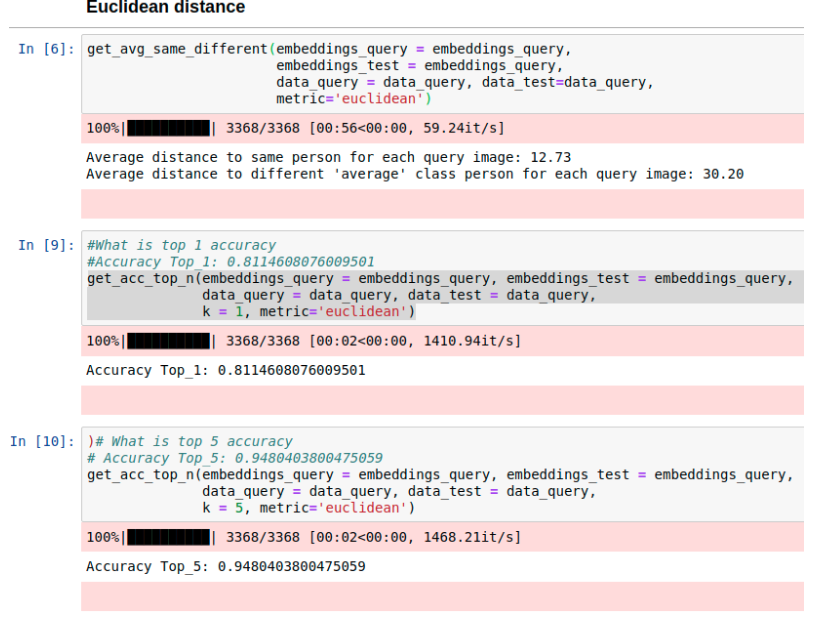 Euclidean distance
In [6]: get_avg_same_different(embeddings_query = embeddings_query,
embeddings_test = embeddings_query,
data_query = data_query, data_test=data_query,
metric='euclidean')
100%|██████████| 3368/3368 [00:56<00:00, 59.24it/s]
Average distance to same person for each query image: 12.73
Average distance to different 'average' class person for each query image: 30.20
In [9]: #What is top 1 accuracy
#Accuracy Top_1: 0.8114608076009501
get_acc_top_n(embeddings_query = embeddings_query, embeddings_test = embeddings_query,
data_query = data_query, data_test = data_query,
k = 1, metric='euclidean')
100%|██████████| 3368/3368 [00:02<00:00, 1410.94it/s]
Accuracy Top_1: 0.8114608076009501
In [10]: )# What is top 5 accuracy
# Accuracy Top_5: 0.9480403800475059
get_acc_top_n(embeddings_query = embeddings_query, embeddings_test = embeddings_query,
data_query = data_query, data_test = data_query,
k = 5, metric='euclidean')
100%|██████████| 3368/3368 [00:02<00:00, 1468.21it/s]
Accuracy Top_5: 0.9480403800475059